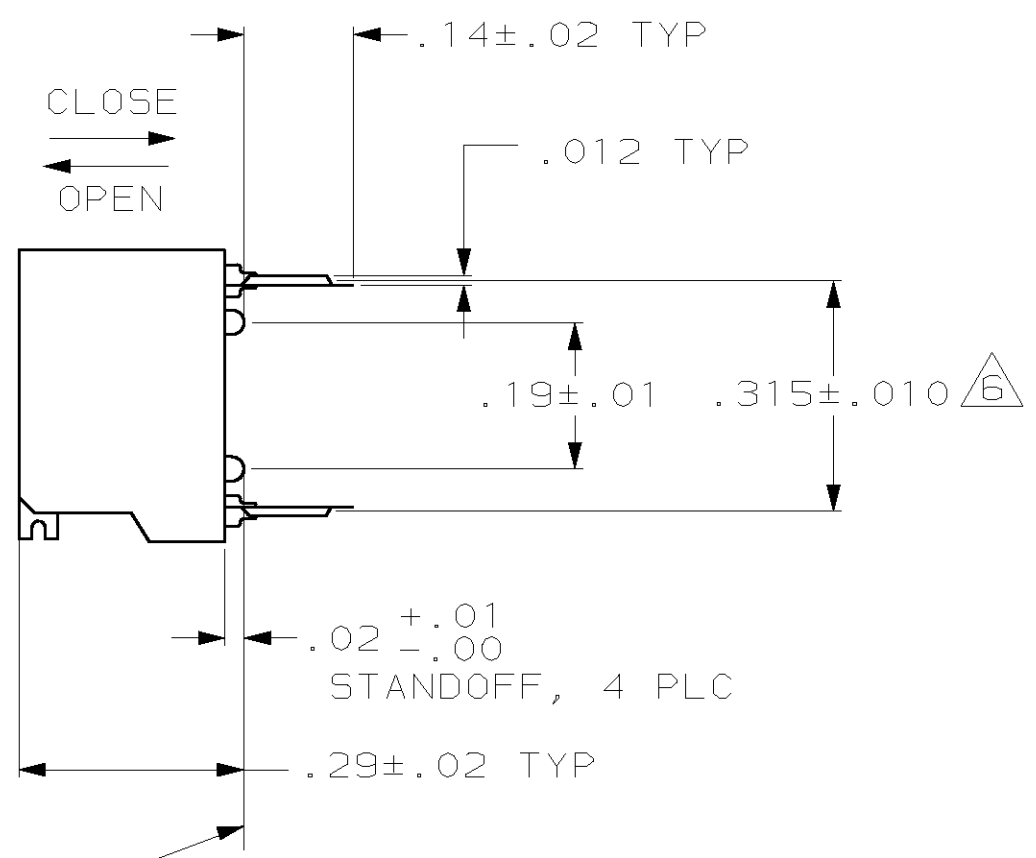 .14±.02 TYP
CLOSE
OPEN
.012 TYP
.19±.01
.315±.010
6
.02 +.01
-.00
STANDOFF, 4 PLC
.29±.02 TYP